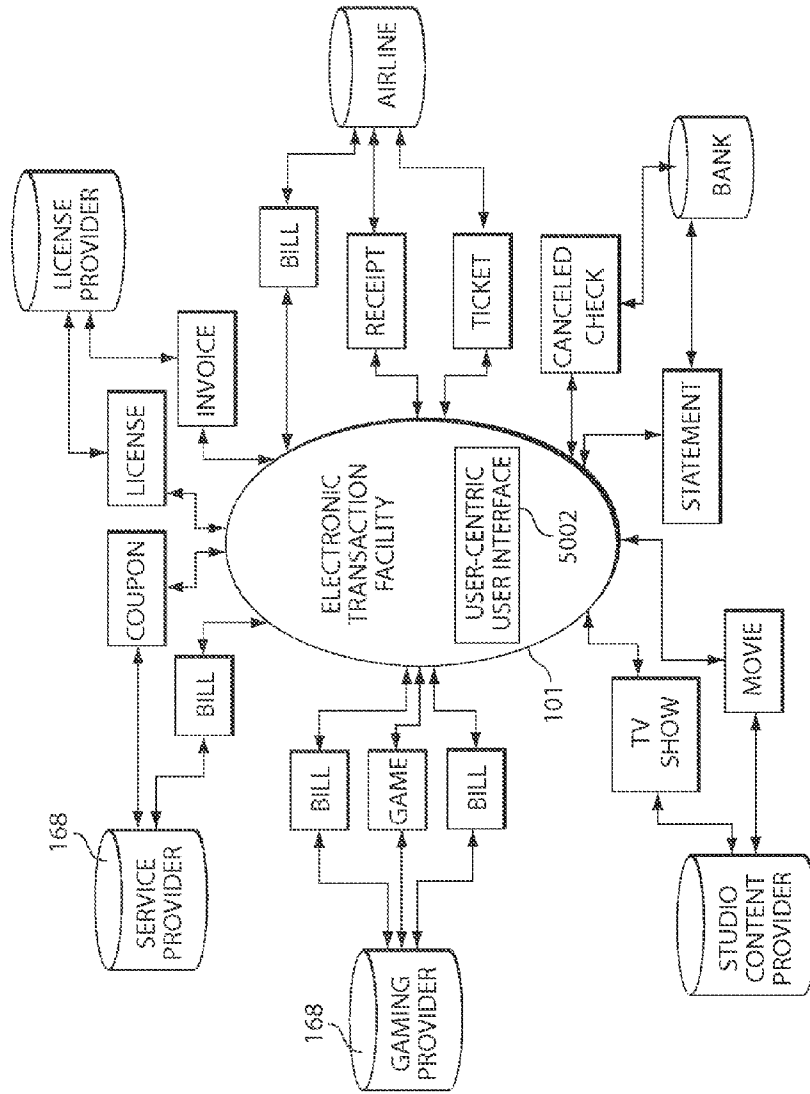 168
SERVICE
PROVIDER
COUPON
BILL
LICENSE
INVOICE
LICENSE
PROVIDER
168
GAMING
PROVIDER
BILL
GAME
BILL
ELECTRONIC
TRANSACTION
FACILITY
USER-CENTRIC
USER INTERFACE
5002
101
BILL
RECEIPT
TICKET
AIRLINE
STUDIO
CONTENT
PROVIDER
TV
SHOW
MOVIE
STATEMENT
CANCELED
CHECK
BANK